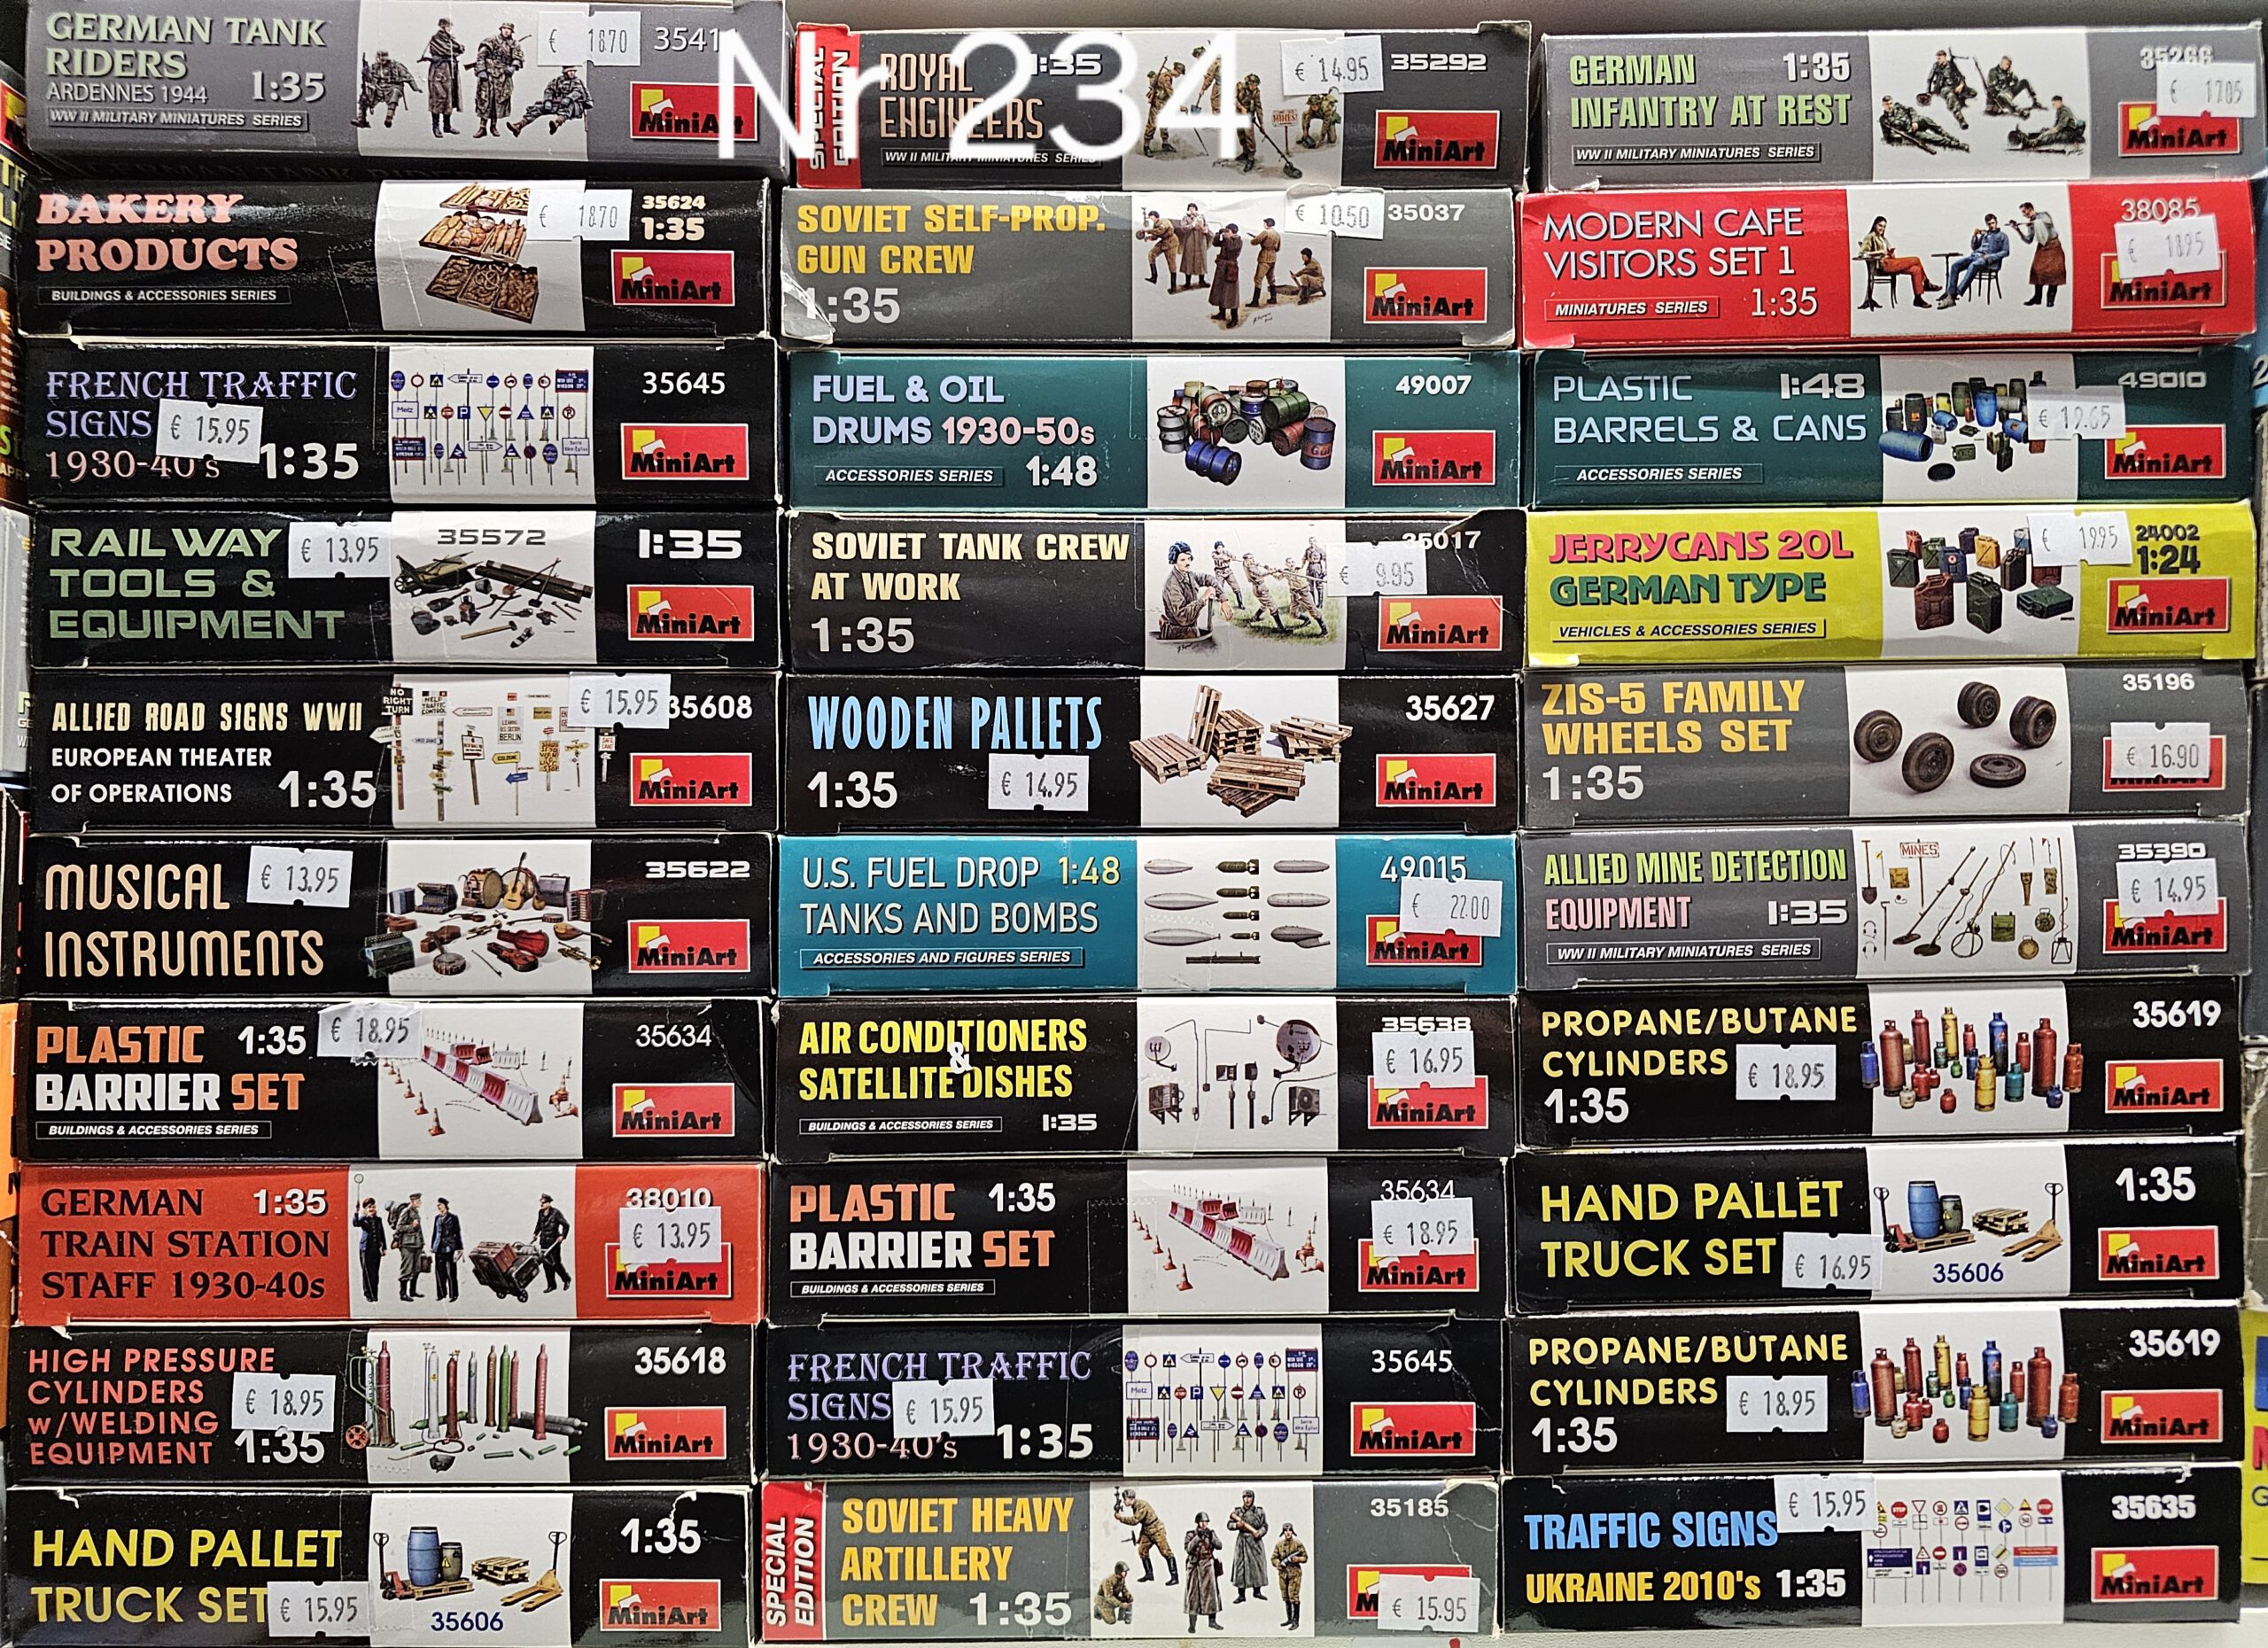 Nr 234
GERMAN TANK
RIDERS
ARDENNES 1944 1:35
WW II MILITARY MINIATURES SERIES
€ 18.70
MiniArt
SPECIAL
EDITION
ROYAL
ENGINEERS
1:35
WW II MILITARY MINIATURES SERIES
MINES!
€ 14.95
35292
MiniArt
GERMAN 1:35
INFANTRY AT REST
WW II MILITARY MINIATURES SERIES
35266
€ 17.05
MiniArt
BAKERY
PRODUCTS
BUILDINGS & ACCESSORIES SERIES
€ 18.70
35624
1:35
MiniArt
SOVIET SELF-PROP.
GUN CREW
1:35
€ 10.50
35037
MiniArt
MODERN CAFE
VISITORS SET 1
MINIATURES SERIES 1:35
38085
€ 18.95
MiniArt
FRENCH TRAFFIC
SIGNS
1930-40's 1:35
€ 15.95
Metz
35645
MiniArt
FUEL & OIL
DRUMS 1930-50s
ACCESSORIES SERIES 1:48
49007
MiniArt
PLASTIC 1:48
BARRELS & CANS
ACCESSORIES SERIES
49010
€ 19.65
MiniArt
RAILWAY
TOOLS &
EQUIPMENT
€ 13.95
35572
1:35
MiniArt
SOVIET TANK CREW
AT WORK
1:35
35017
€ 9.95
MiniArt
JERRYCANS 20L
GERMAN TYPE
VEHICLES & ACCESSORIES SERIES
€ 19.95
24002
1:24
MiniArt
ALLIED ROAD SIGNS WWII
EUROPEAN THEATER
OF OPERATIONS 1:35
NO
RIGHT
TURN
BERLIN
€ 15.95
35608
MiniArt
WOODEN PALLETS
1:35
€ 14.95
35627
MiniArt
ZIS-5 FAMILY
WHEELS SET
1:35
35196
€ 16.90
MUSICAL
INSTRUMENTS
€ 13.95
35622
MiniArt
U.S. FUEL DROP 1:48
TANKS AND BOMBS
ACCESSORIES AND FIGURES SERIES
49015
€ 22.00
MiniArt
ALLIED MINE DETECTION
EQUIPMENT 1:35
WW II MILITARY MINIATURES SERIES
MINES
35390
€ 14.95
MiniArt
PLASTIC 1:35
BARRIER SET
BUILDINGS & ACCESSORIES SERIES
€ 18.95
35634
MiniArt
AIR CONDITIONERS
&
SATELLITE DISHES
BUILDINGS & ACCESSORIES SERIES 1:35
35638
€ 16.95
MiniArt
PROPANE/BUTANE
CYLINDERS
1:35
€ 18.95
35619
MiniArt
GERMAN 1:35
TRAIN STATION
STAFF 1930-40s
38010
€ 13.95
MiniArt
PLASTIC 1:35
BARRIER SET
BUILDINGS & ACCESSORIES SERIES
35634
€ 18.95
MiniArt
HAND PALLET
TRUCK SET
€ 16.95
35606
1:35
MiniArt
HIGH PRESSURE
CYLINDERS
W/WELDING
EQUIPMENT 1:35
€ 18.95
35618
MiniArt
FRENCH TRAFFIC
SIGNS
1930-40's 1:35
€ 15.95
Metz
35645
MiniArt
PROPANE/BUTANE
CYLINDERS
1:35
€ 18.95
35619
MiniArt
HAND PALLET
TRUCK SET
€ 15.95
35606
1:35
MiniArt
SPECIAL
EDITION
SOVIET HEAVY
ARTILLERY
CREW 1:35
35185
€ 15.95
TRAFFIC SIGNS
UKRAINE 2010's 1:35
€ 15.95
35635
MiniArt